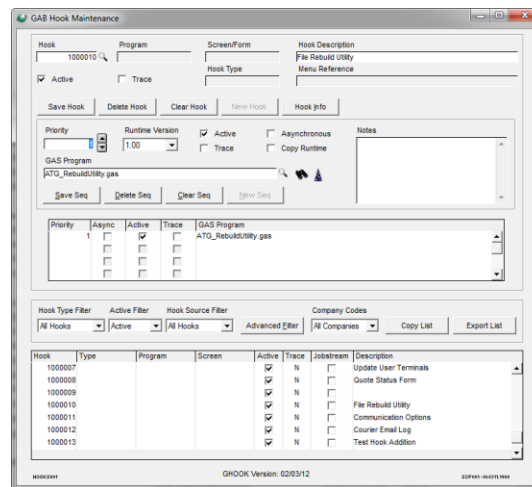 GAB Hook Maintenance
Hook Program Screen/Form Hook Description
1000010 File Rebuild Utility
Hook Type Menu Reference
Active Trace
Save Hook Delete Hook Clear Hook New Hook Hook Info
Priority Runtime Version Active Asynchronous Notes
1 1.00 Trace Copy Runtime
GAS Program
ATG_RebuildUtility.gas
Save Seq Delete Seq Clear Seq New Seq
Priority Async Active Trace GAS Program
1 ATG_RebuildUtility.gas
Hook Type Filter Active Filter Hook Source Filter Company Codes
All Hooks Active All Hooks Advanced Filter All Companies Copy List Export List
Hook Type Program Screen Active Trace Jobstream Description
1000007 N Update User Terminals
1000008 N Quote Status Form
1000009 N
1000010 N File Rebuild Utility
1000011 N Communication Options
1000012 N Courier Email Log
1000013 N Test Hook Addition
GHOOK Version: 02/03/12